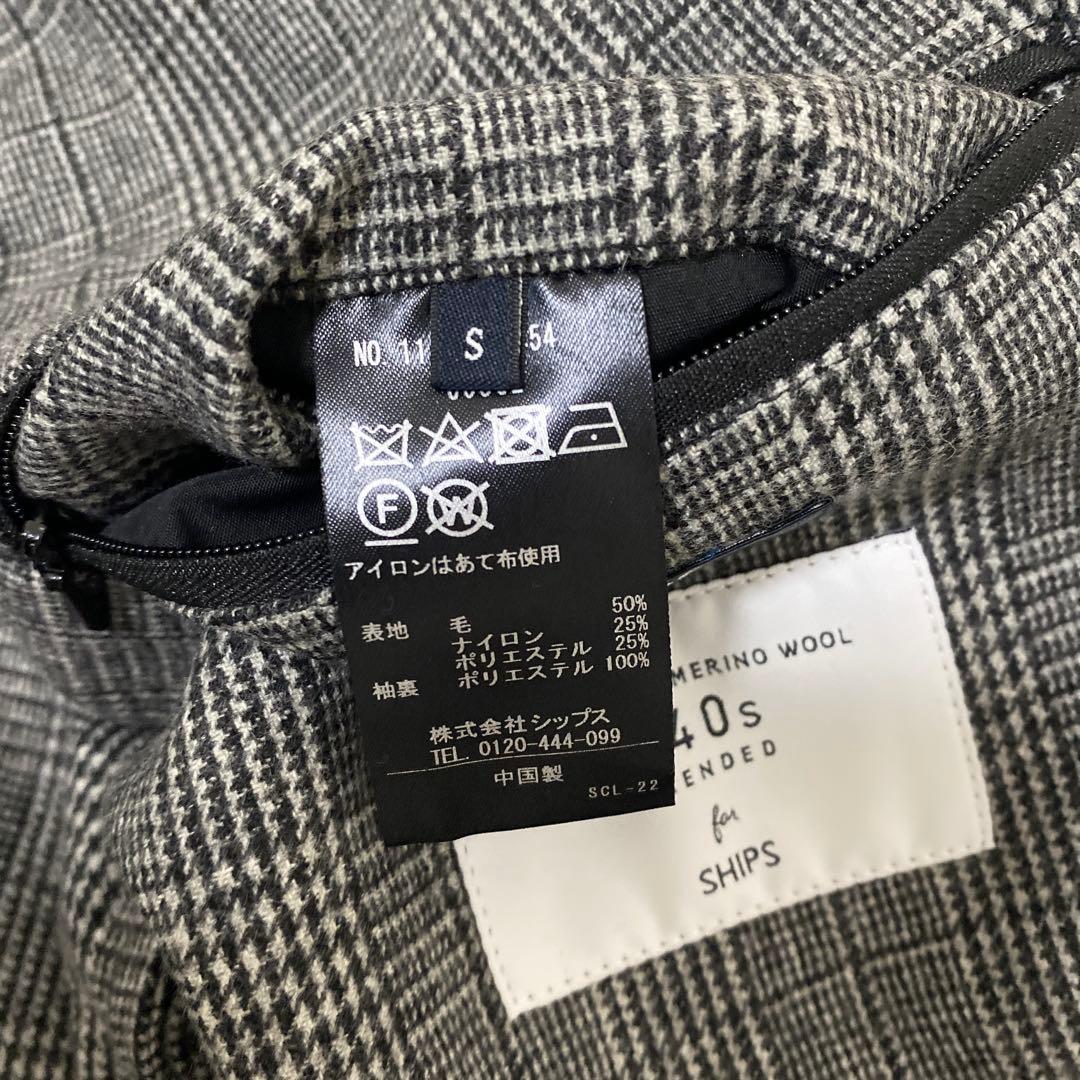 S
NO. 11 54
F
W
アイロンはあて布使用
表地 毛 50%
ナイロン 25%
ポリエステル 25%
袖裏 ポリエステル 100%
株式会社シップス
TEL. 0120-444-099
中国製
SCL-22
MERINO WOOL
40s
for
SHIPS